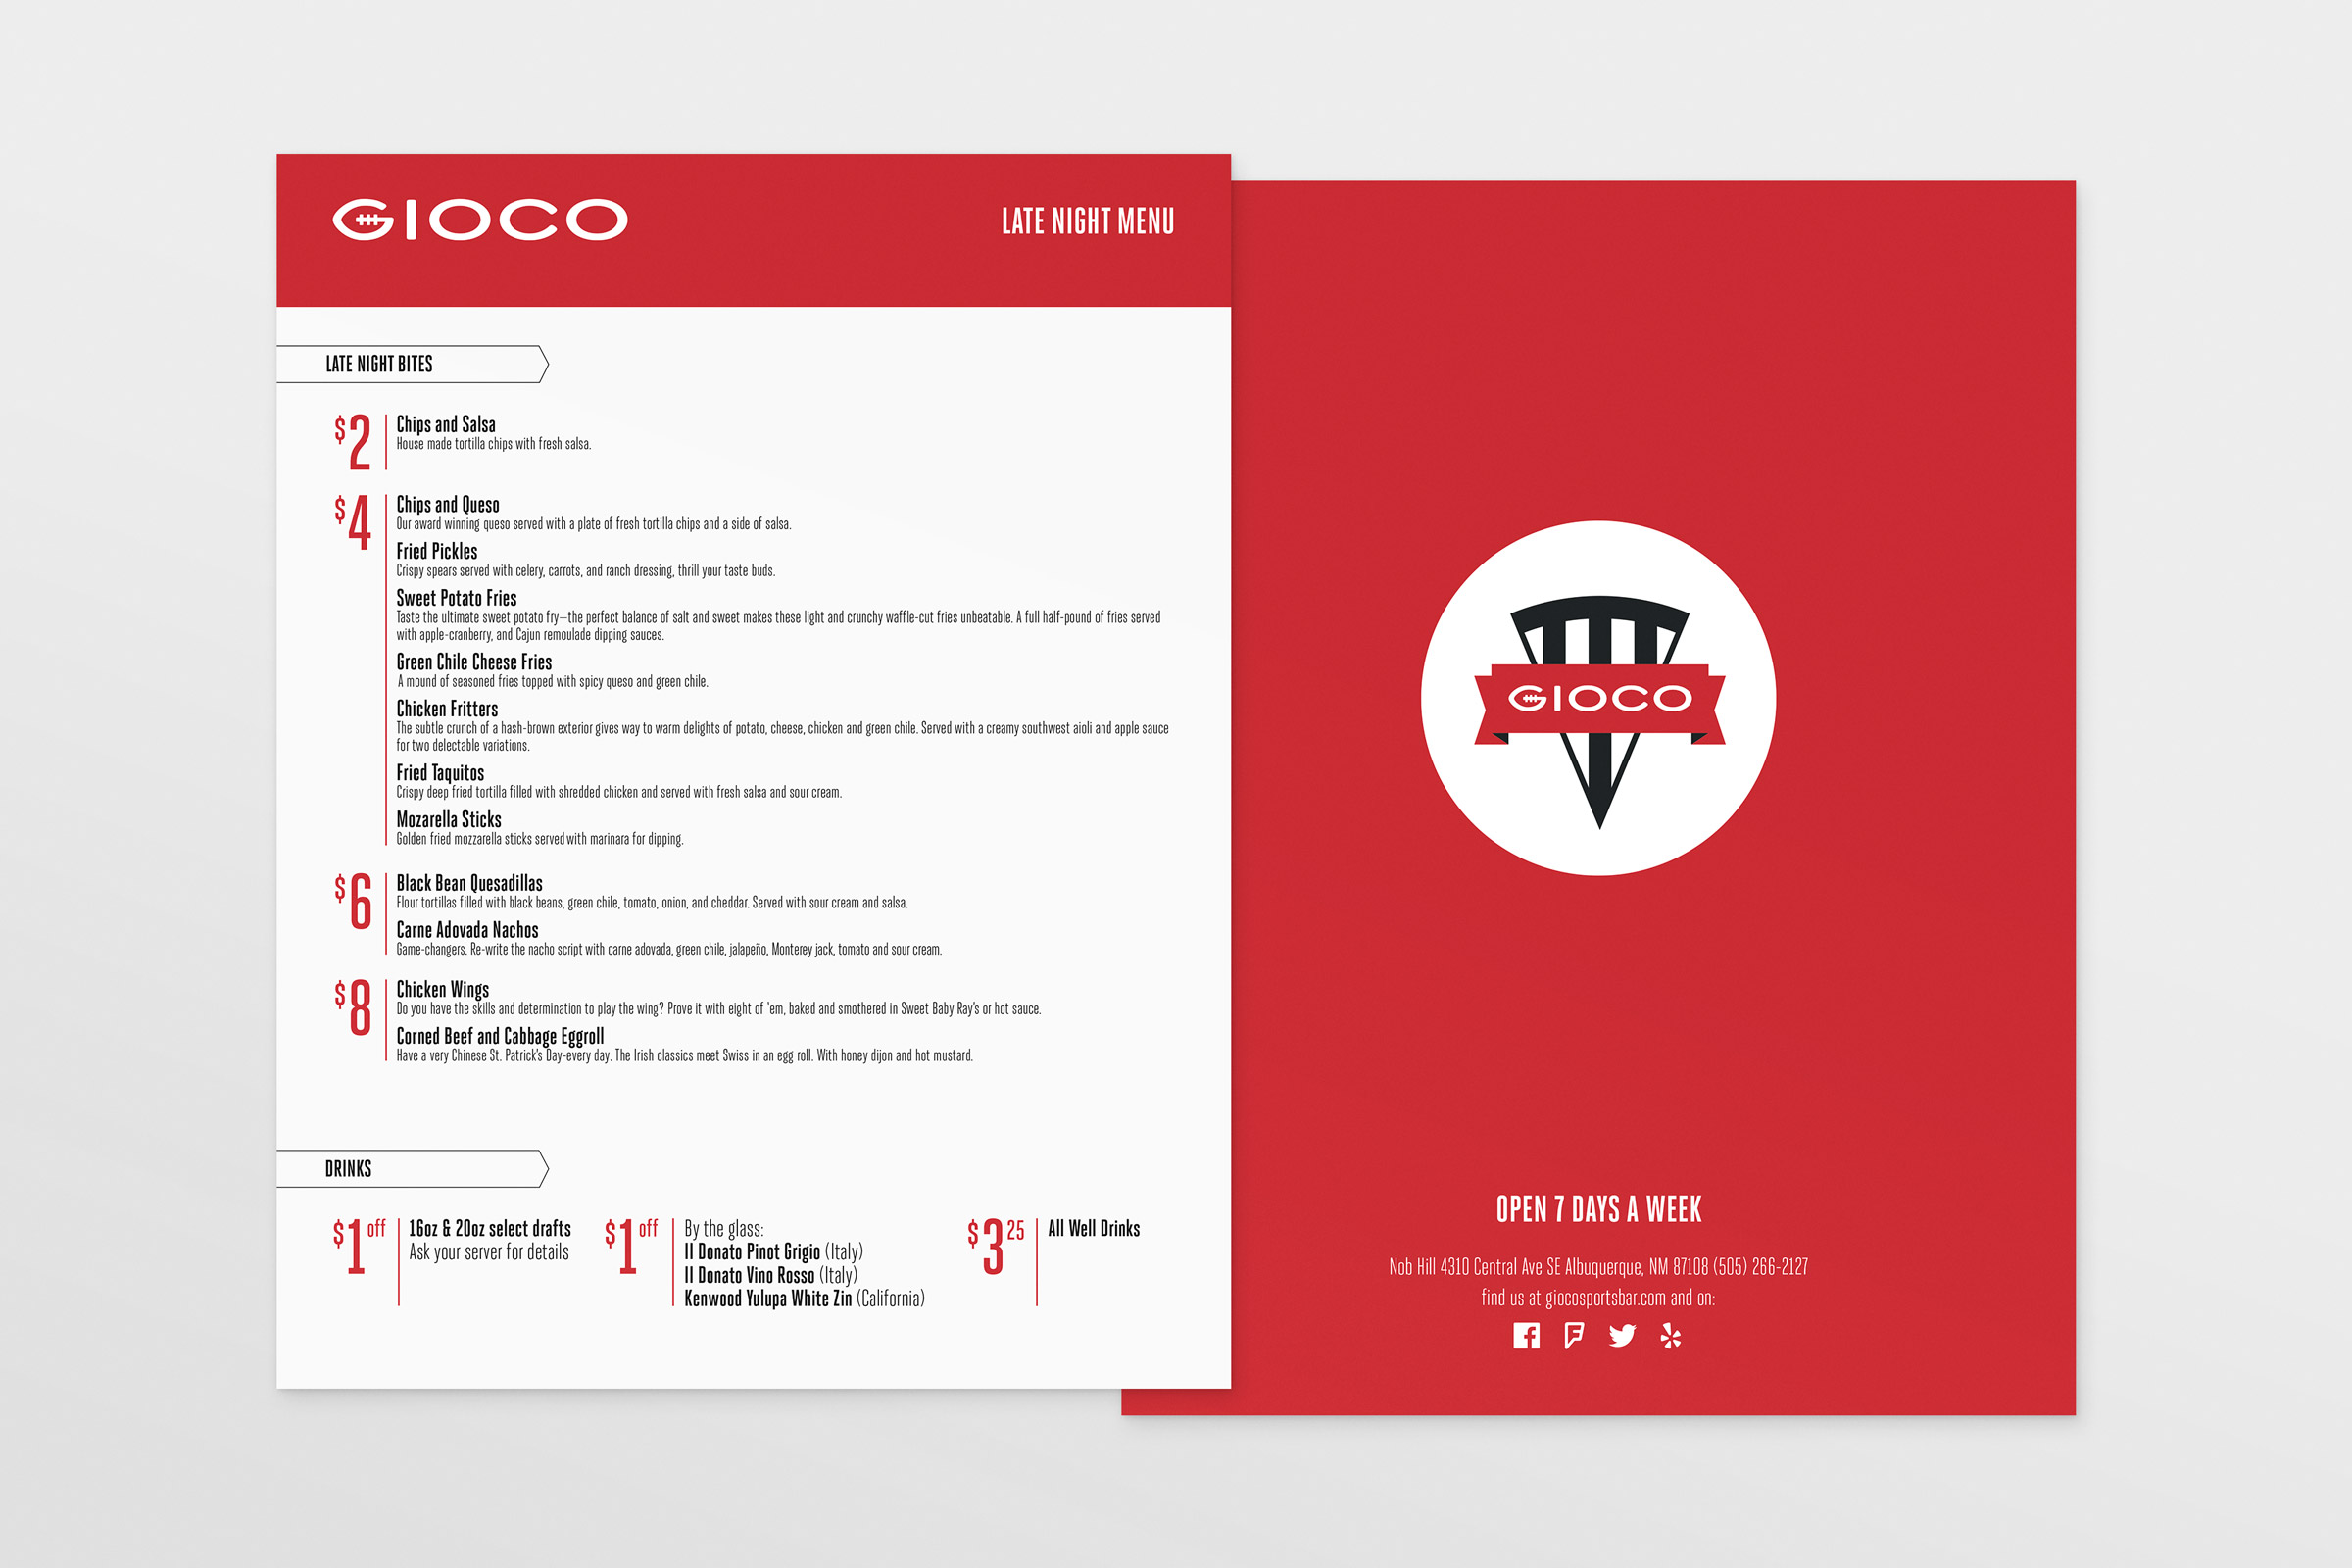 GIOCO
LATE NIGHT MENU
LATE NIGHT BITES
$2
Chips and Salsa
House made tortilla chips with fresh salsa.
$4
Chips and Queso
Our award winning queso served with a plate of fresh tortilla chips and a side of salsa.
Fried Pickles
Crispy spears served with celery, carrots, and ranch dressing, thrill your taste buds.
Sweet Potato Fries
Taste the ultimate sweet potato fry—the perfect balance of salt and sweet makes these light and crunchy waffle-cut fries unbeatable. A full half-pound of fries served
with apple-cranberry, and Cajun remoulade dipping sauces.
Green Chile Cheese Fries
A mound of seasoned fries topped with spicy queso and green chile.
Chicken Fritters
The subtle crunch of a hash-brown exterior gives way to warm delights of potato, cheese, chicken and green chile. Served with a creamy southwest aioli and apple sauce
for two delectable variations.
Fried Taquitos
Crispy deep fried tortilla filled with shredded chicken and served with fresh salsa and sour cream.
Mozarella Sticks
Golden fried mozzarella sticks served with marinara for dipping.
$6
Black Bean Quesadillas
Flour tortillas filled with black beans, green chile, tomato, onion, and cheddar. Served with sour cream and salsa.
Carne Adovada Nachos
Game-changers. Re-write the nacho script with carne adovada, green chile, jalapeño, Monterey jack, tomato and sour cream.
$8
Chicken Wings
Do you have the skills and determination to play the wing? Prove it with eight of 'em, baked and smothered in Sweet Baby Ray's or hot sauce.
Corned Beef and Cabbage Eggroll
Have a very Chinese St. Patrick's Day-every day. The Irish classics meet Swiss in an egg roll. With honey dijon and hot mustard.
DRINKS
$1 off
16oz & 20oz select drafts
Ask your server for details
$1 off
By the glass:
Il Donato Pinot Grigio (Italy)
Il Donato Vino Rosso (Italy)
Kenwood Yulupa White Zin (California)
$3 25
All Well Drinks
GIOCO
OPEN 7 DAYS A WEEK
Nob Hill 4310 Central Ave SE Albuquerque, NM 87108 (505) 266-2127
find us at giocosportsbar.com and on: